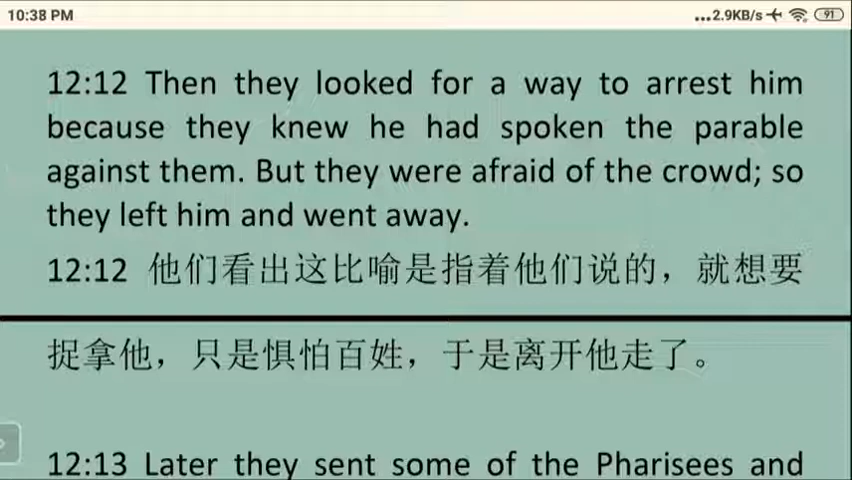 10:38 PM ...2.9KB/s 91
12:12 Then they looked for a way to arrest him
because they knew he had spoken the parable
against them. But they were afraid of the crowd; so
they left him and went away.
12:12 他们看出这比喻是指着他们说的，就想要
捉拿他，只是惧怕百姓，于是离开他走了。
12:13 Later they sent some of the Pharisees and